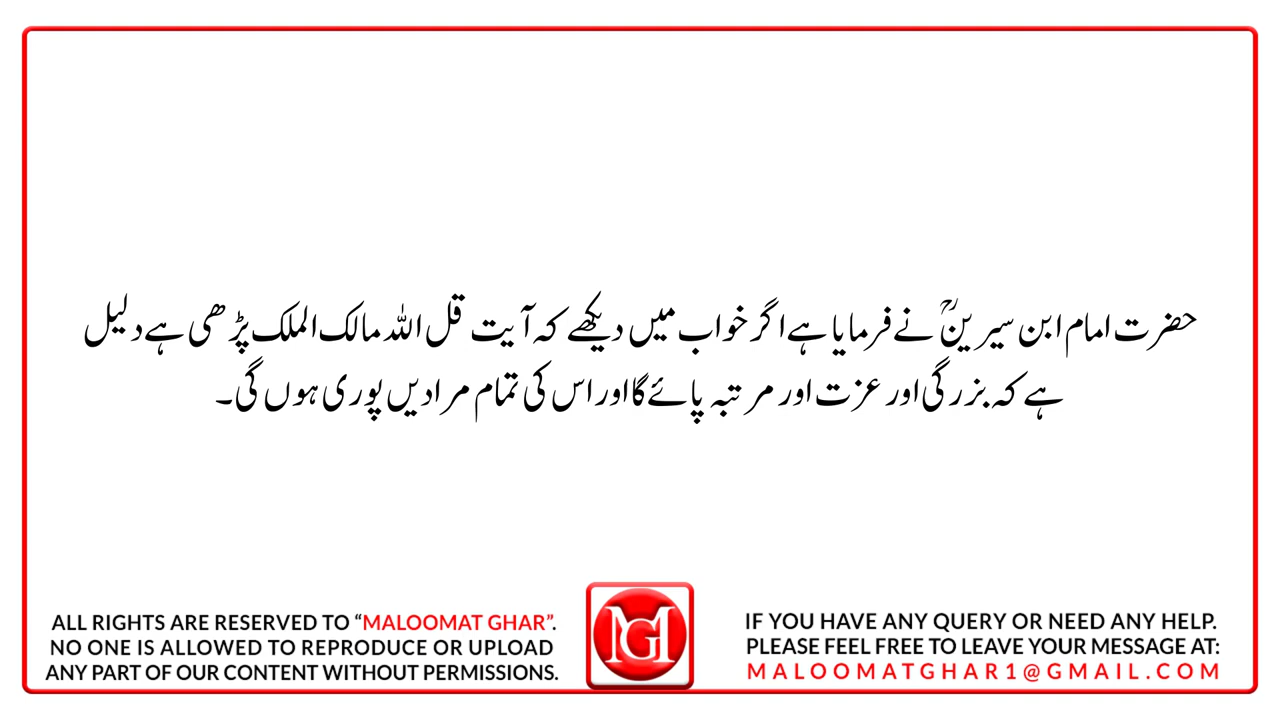 حضرت امام ابن سیرینؒ نے فرمایا ہے اگر خواب میں دیکھے کہ آیت قل اللہ مالک الملک پڑھی ہے دلیل
ہے کہ بزرگی اور عزت اور مرتبہ پائے گا اور اس کی تمام مرادیں پوری ہوں گی۔
ALL RIGHTS ARE RESERVED TO “MALOOMAT GHAR”.
NO ONE IS ALLOWED TO REPRODUCE OR UPLOAD
ANY PART OF OUR CONTENT WITHOUT PERMISSIONS.
MG
IF YOU HAVE ANY QUERY OR NEED ANY HELP.
PLEASE FEEL FREE TO LEAVE YOUR MESSAGE AT:
MALOOMATGHAR1@GMAIL.COM